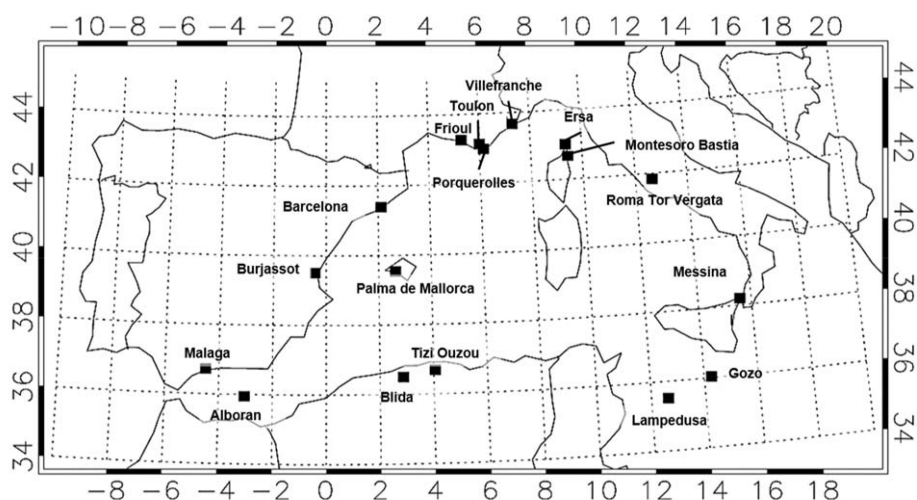 −10 −8 −6 −4 −2 0 2 4 6 8 10 12 14 16 18 20
44
42
40
38
36
34
44
42
40
38
36
34
Villefranche
Toulon
Frioul
Ersa
Montesoro Bastia
Porquerolles
Roma Tor Vergata
Barcelona
Burjassot
Palma de Mallorca
Messina
Malaga
Tizi Ouzou
Gozo
Blida
Alboran
Lampedusa
−8 −6 −4 −2 0 2 4 6 8 10 12 14 16 18